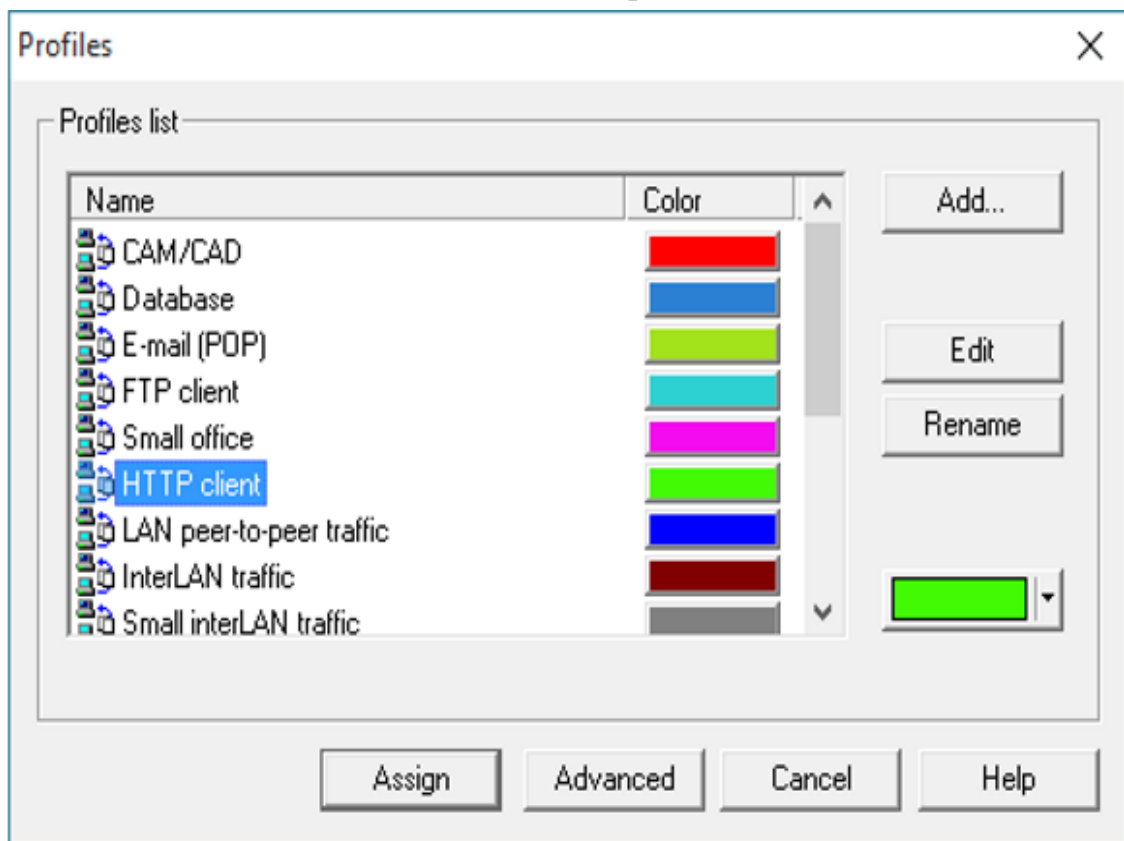 Profiles
Profiles list
Name Color
CAM/CAD
Database
E-mail (POP)
FTP client
Small office
HTTP client
LAN peer-to-peer traffic
InterLAN traffic
Small interLAN traffic
Add...
Edit
Rename
Assign Advanced Cancel Help